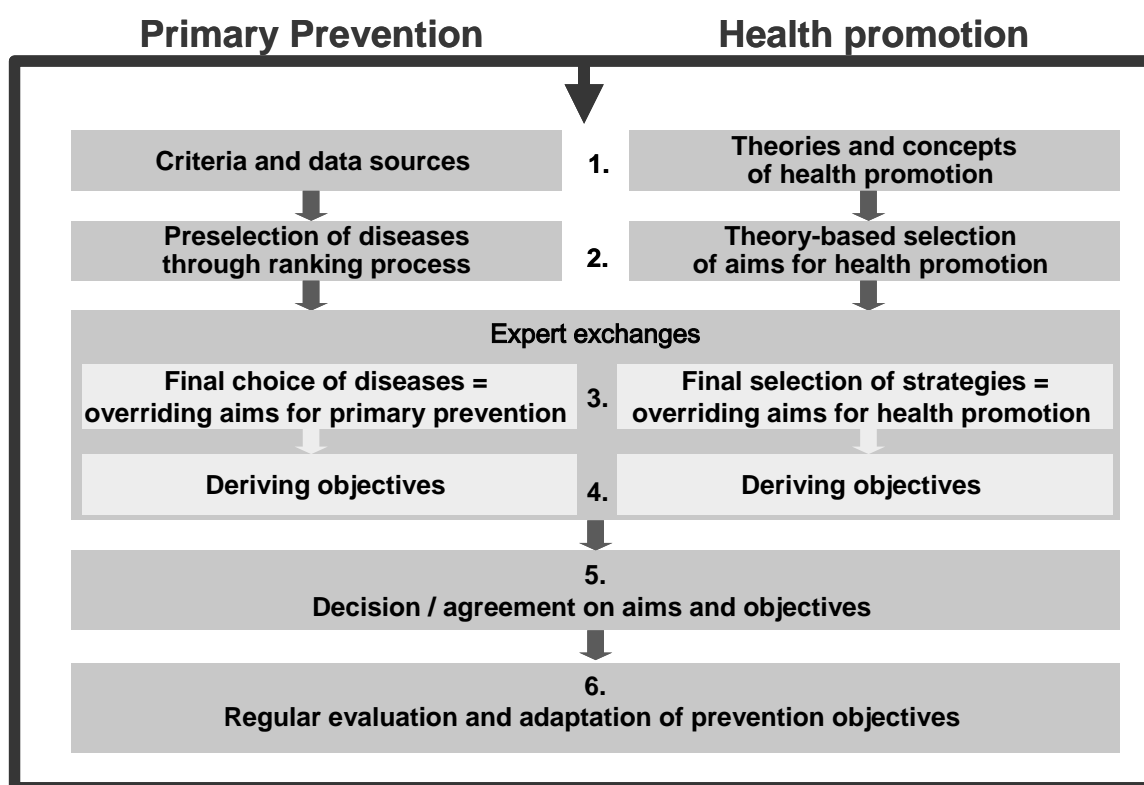 Primary Prevention
Health promotion
Criteria and data sources
1.
Theories and concepts
of health promotion
Preselection of diseases
through ranking process
2.
Theory-based selection
of aims for health promotion
Expert exchanges
Final choice of diseases =
overriding aims for primary prevention
3.
Final selection of strategies =
overriding aims for health promotion
Deriving objectives
4.
Deriving objectives
5.
Decision / agreement on aims and objectives
6.
Regular evaluation and adaptation of prevention objectives